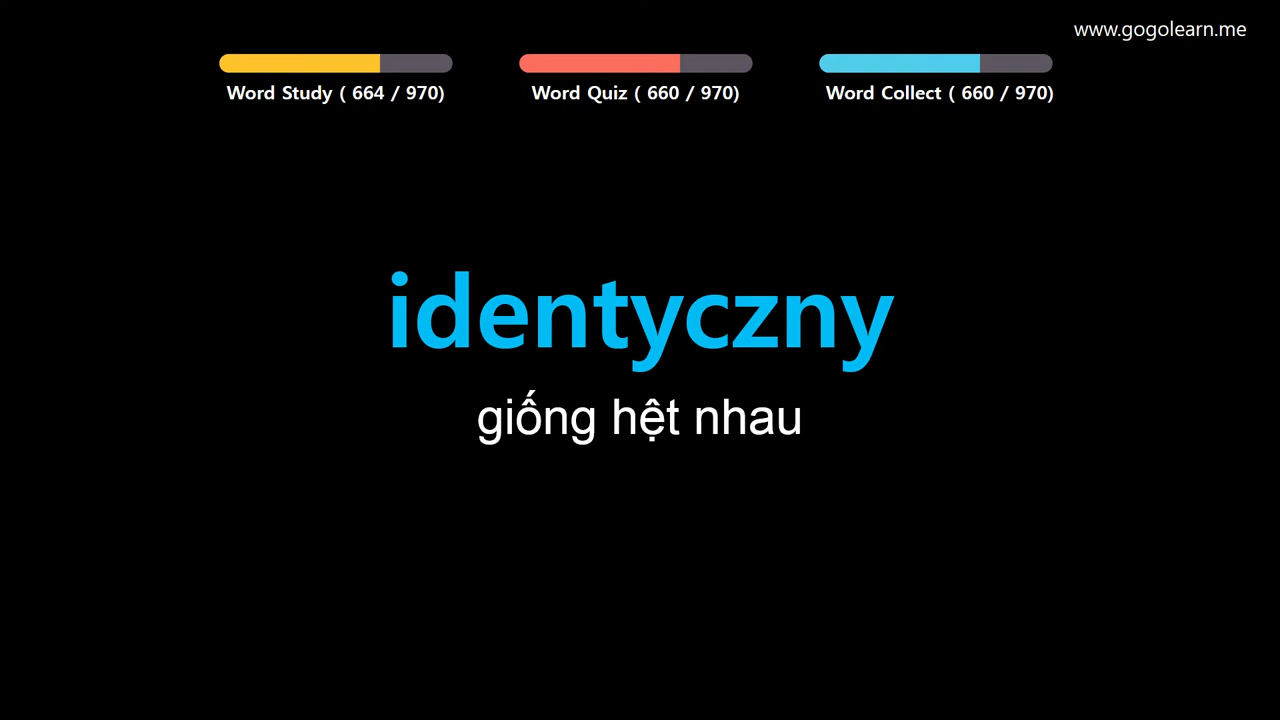 www.gogolearn.me
Word Study ( 664 / 970)
Word Quiz ( 660 / 970)
Word Collect ( 660 / 970)
identyczny
giống hệt nhau